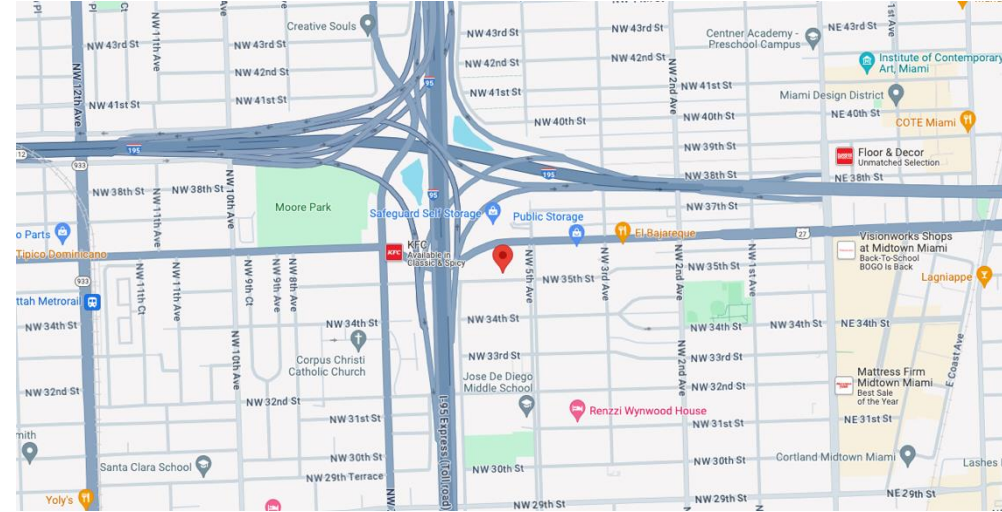 Creative Souls
NW 43rd St
NW 43rd St
NW 43rd St
NW 43rd St
NE 43rd St
Centner Academy -
Preschool Campus
1st Ave
NW 11th Ave
NW 12th Ave
NW 42nd St
NW 42nd St
NW 42nd St
Institute of Contemporary
Art, Miami
95
NW 41st St
NW 41st St
NW 41st St
NW 2nd Ave
Miami Design District
NW 40th St
NW 40th St
NE 40th St
COTE Miami
195
12
933
NW 39th St
Floor & Decor
Unmatched Selection
NW 38th St
NW 38th St
195
NW 38th St
NE 38th St
NW 11th Ave
NW 10th Ave
95
Moore Park
Safeguard Self Storage
Public Storage
NW 37th St
o Parts
Tipico Dominicano
KFC
KFC
Available in
Classic & Spicy
El Bajareque
27
Visionworks Shops
at Midtown Miami
Back-To-School
BOGO Is Back
Lagniappe
933
NW 11th Ct
NW 11th Ave
NW 9th Ct
NW 9th Ave
NW 8th Ave
NW 5th Ave
NW 35th St
NW 3rd Ave
NW 2nd Ave
NW 35th St
NW 1st Ave
ttah Metrorail
NW 34th St
NW 34th St
NW 34th St
NW 34th St
NW 34th St
NE 34th St
Corpus Christi
Catholic Church
NW 10th Ave
NW 33rd St
NW 33rd St
E Coast Ave
Jose De Diego
Middle School
NW 2nd Ave
NW 32nd St
NW 32nd St
NW 32nd St
Mattress Firm
Midtown Miami
Best Sale
of the Year
NW 31st St
Renzzi Wynwood House
NW 31st St
NE 31st St
I-95 Express (Toll road)
mith
Santa Clara School
NW 30th St
NW 29th Terrace
NW 30th St
NW 30th St
Cortland Midtown Miami
Lashes
Yoly's
NW 29th St
NW 29th St
NE 29th St